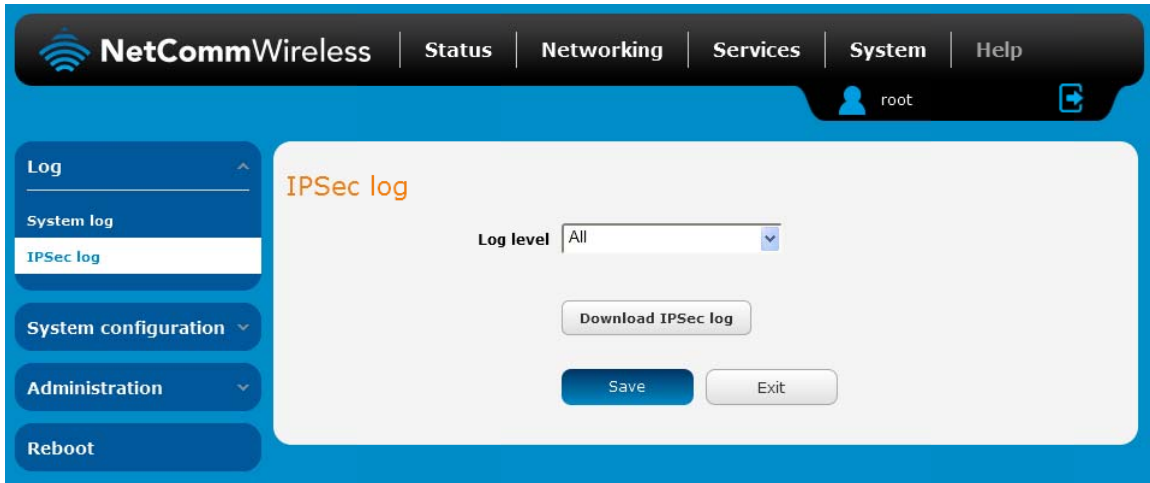 NetCommWireless Status Networking Services System Help
root
Log
System log
IPSec log
System configuration
Administration
Reboot
IPSec log
Log level All
Download IPSec log
Save Exit